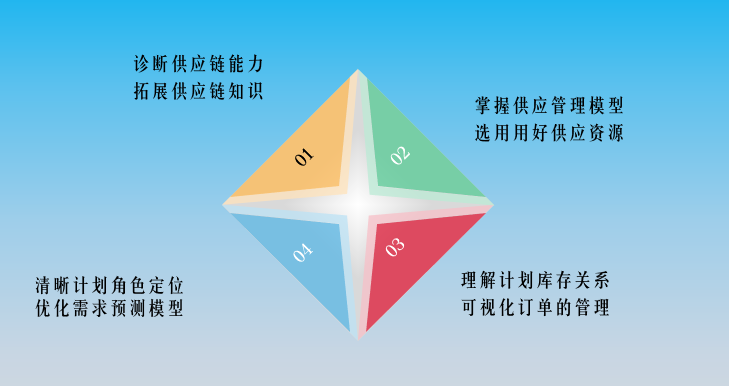 诊断供应链能力
拓展供应链知识
01
02
掌握供应管理模型
选用用好供应资源
04
清晰计划角色定位
优化需求预测模型
03
理解计划库存关系
可视化订单的管理